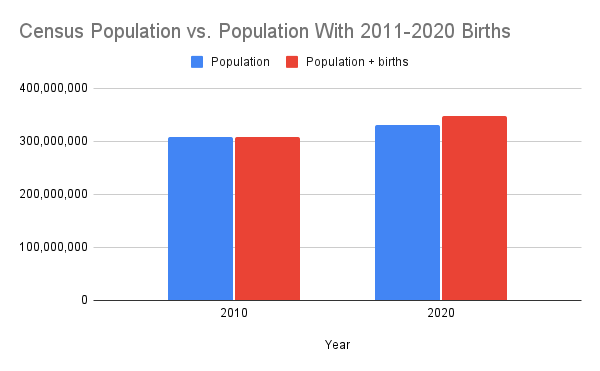 Census Population vs. Population With 2011-2020 Births
Population
Population + births
400,000,000
300,000,000
200,000,000
100,000,000
0
2010
2020
Year